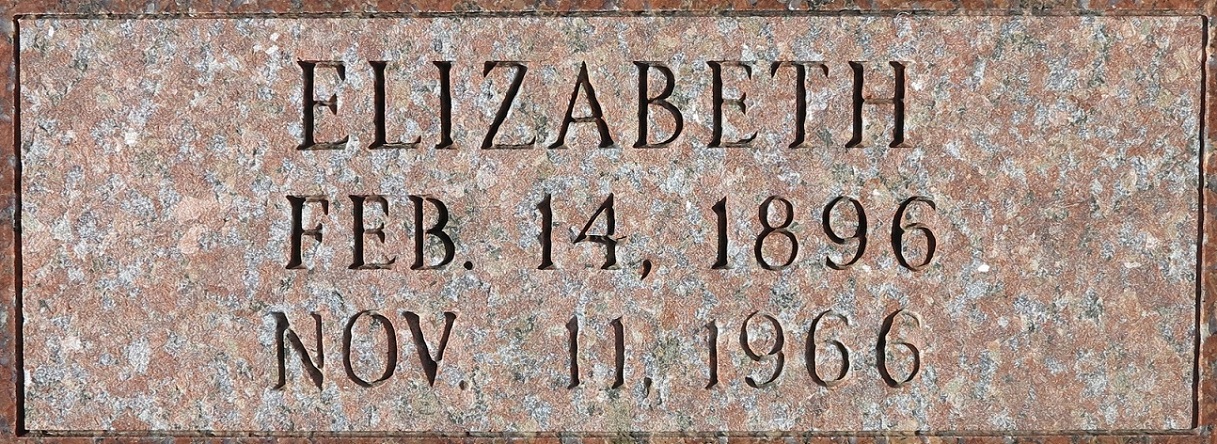 ELIZABETH
FEB. 14, 1896
NOV. 11, 1966